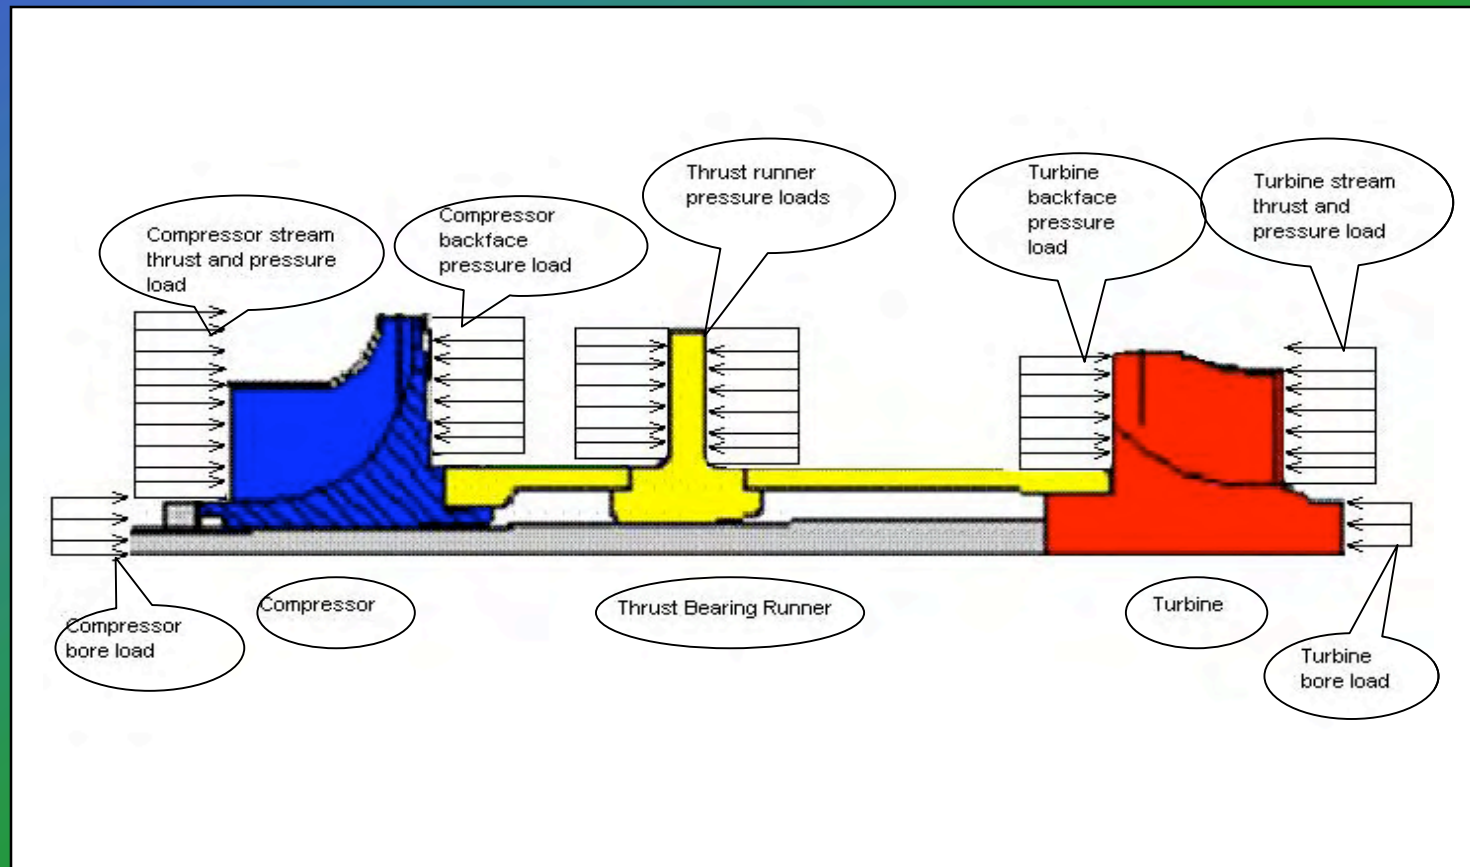 Thrust runner
pressure loads
Turbine
backface
pressure
load
Turbine stream
thrust and
pressure load
Compressor stream
thrust and pressure
load
Compressor
backface
pressure load
Compressor
Thrust Bearing Runner
Turbine
Compressor
bore load
Turbine
bore load